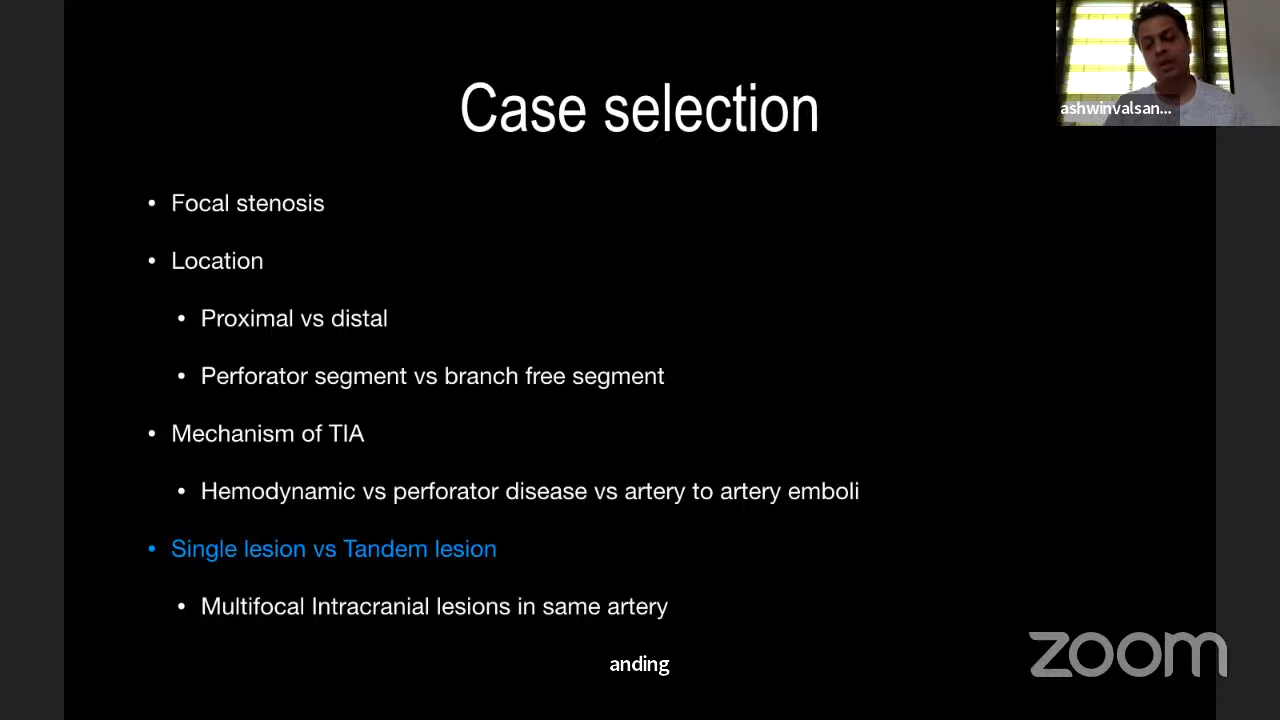 ashwinvalsan...
Case selection
• Focal stenosis
• Location
• Proximal vs distal
• Perforator segment vs branch free segment
• Mechanism of TIA
• Hemodynamic vs perforator disease vs artery to artery emboli
• Single lesion vs Tandem lesion
• Multifocal Intracranial lesions in same artery
anding
zoom